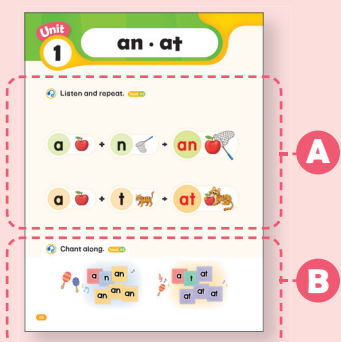 Unit
1
an · at
Listen and repeat.
a + n → an
a + t → at
A
Chant along.
a n an
an an an
a t at
at at at
B